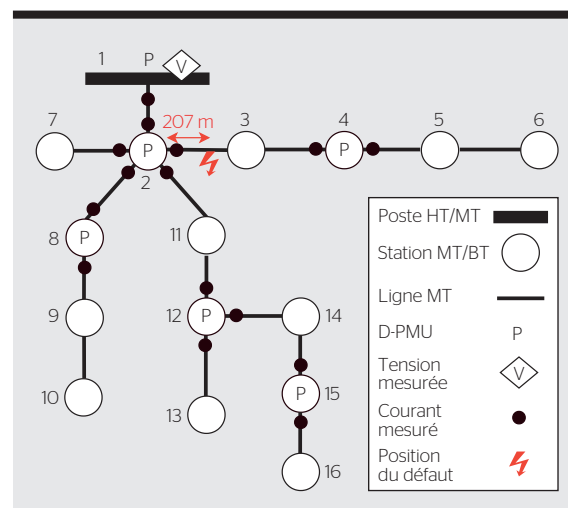 1 P V
207 m
7 3 4 5 6
P P
2
8 P 11
Poste HT/MT
Station MT/BT
Ligne MT
D-PMU P
Tension
mesurée V
Courant
mesuré
Position
du défaut
9 12 P 14
10 13 P 15
16